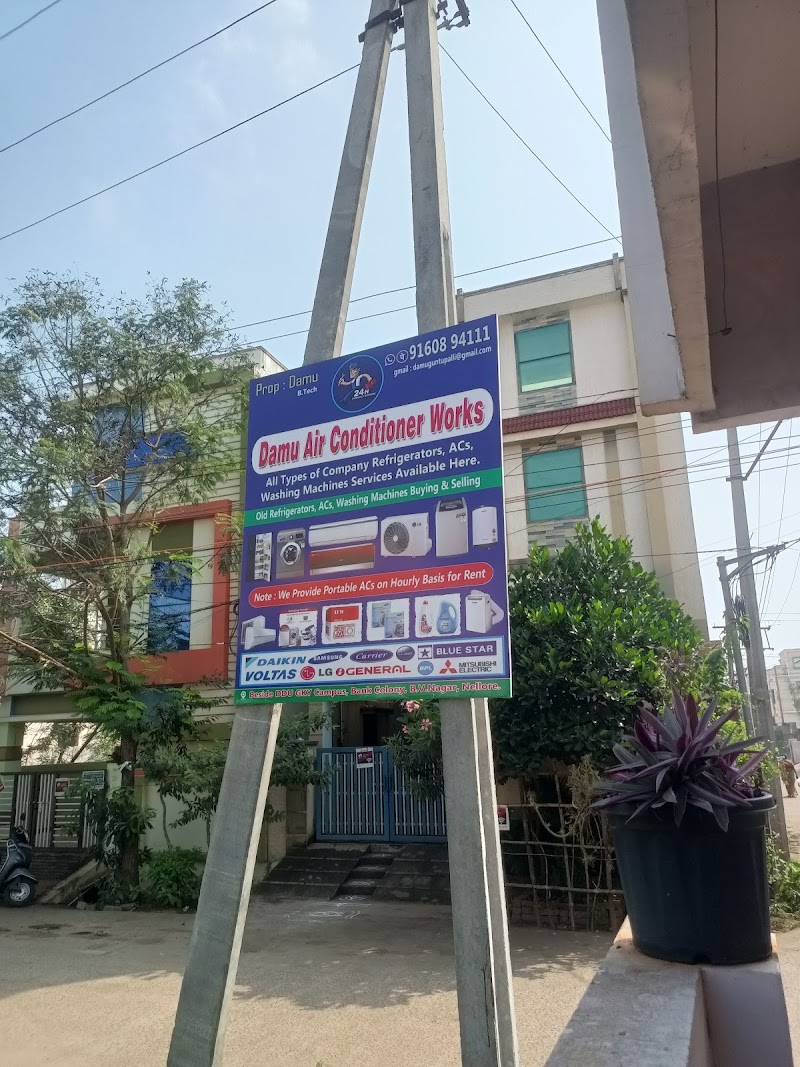 Prop : Damu
B.Tech
24H
91608 94111
gmail : damuguntupalli@gmail.com
Damu Air Conditioner Works
All Types of Company Refrigerators, ACs,
Washing Machines Services Available Here.
Old Refrigerators, ACs, Washing Machines Buying & Selling
Note : We Provide Portable ACs on Hourly Basis for Rent
DAIKIN SAMSUNG Carrier BLUE STAR
VOLTAS LG GENERAL BPL MITSUBISHI ELECTRIC
Beside DBU GKY Campus, Bank Colony, B.V.Nagar, Nellore.